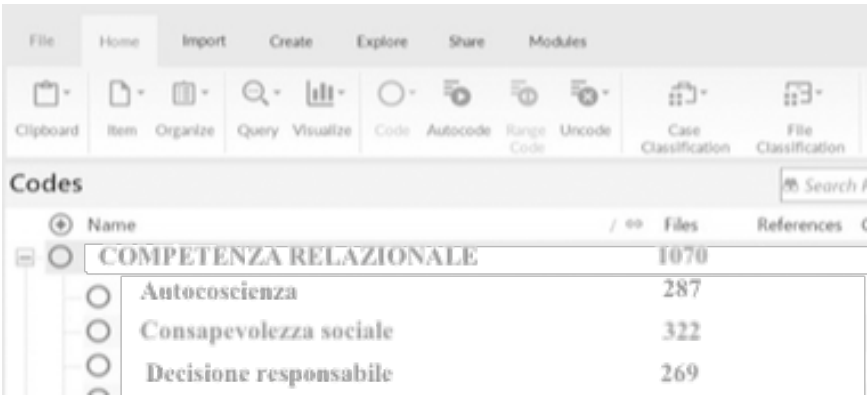 File Home Import Create Explore Share Modules
Clipboard Item Organize Query Visualize Code Autocode Range Code Uncode Case Classification File Classification
Codes Search
Name / Files References
COMPETENZA RELAZIONALE 1070
Autocoscienza 287
Consapevolezza sociale 322
Decisione responsabile 269